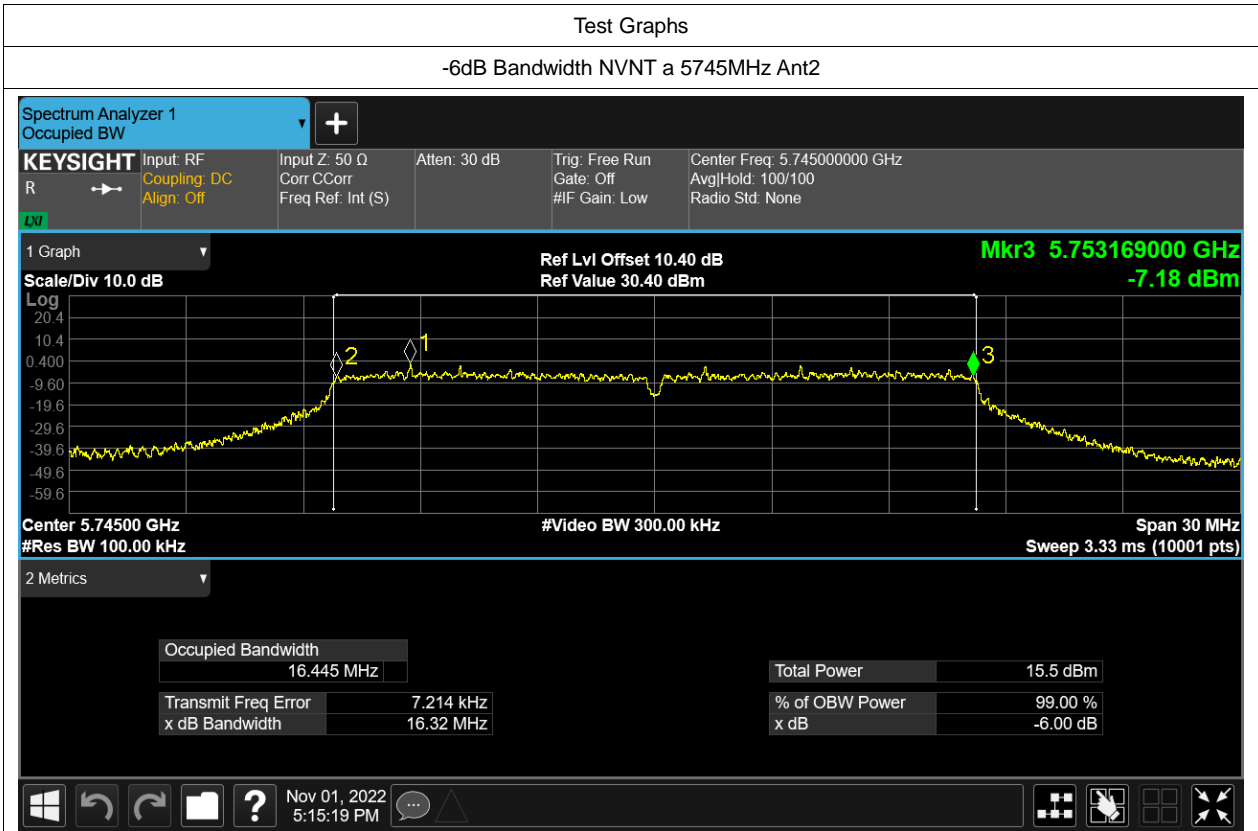 Test Graphs
-6dB Bandwidth NVNT a 5745MHz Ant2
Spectrum Analyzer 1
Occupied BW
+
KEYSIGHT
R
LXI
Input: RF
Coupling: DC
Align: Off
Input Z: 50 Ω
Corr CCorr
Freq Ref: Int (S)
Atten: 30 dB
Trig: Free Run
Gate: Off
#IF Gain: Low
Center Freq: 5.745000000 GHz
Avg|Hold: 100/100
Radio Std: None
1 Graph
Scale/Div 10.0 dB
Ref Lvl Offset 10.40 dB
Ref Value 30.40 dBm
Mkr3 5.753169000 GHz
-7.18 dBm
Log
20.4
10.4
0.400
-9.60
-19.6
-29.6
-39.6
-49.6
-59.6
2
1
3
Center 5.74500 GHz
#Video BW 300.00 kHz
Span 30 MHz
#Res BW 100.00 kHz
Sweep 3.33 ms (10001 pts)
2 Metrics
Occupied Bandwidth
16.445 MHz
Total Power 15.5 dBm
Transmit Freq Error 7.214 kHz
% of OBW Power 99.00 %
x dB Bandwidth 16.32 MHz
x dB -6.00 dB
?
Nov 01, 2022
5:15:19 PM